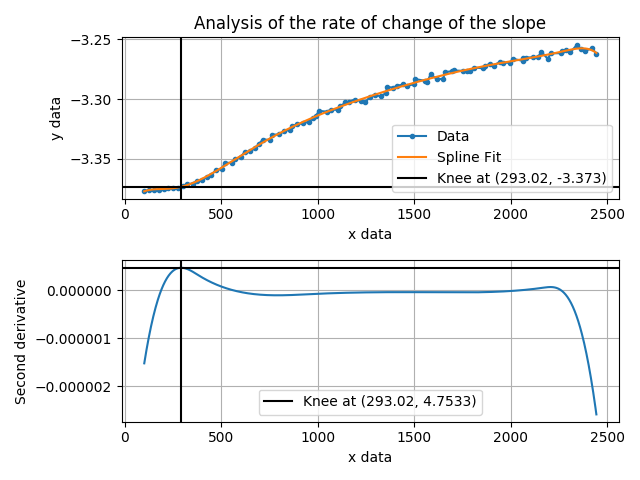 Analysis of the rate of change of the slope
−3.25
−3.30
−3.35
y data
Data
Spline Fit
Knee at (293.02, -3.373)
0 500 1000 1500 2000 2500
x data
0.000000
−0.000001
−0.000002
Second derivative
Knee at (293.02, 4.7533)
0 500 1000 1500 2000 2500
x data